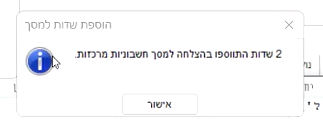 הוספת שדות למסך
2 שדות התווספו בהצלחה למסך חשבוניות מרכזות.
אישור